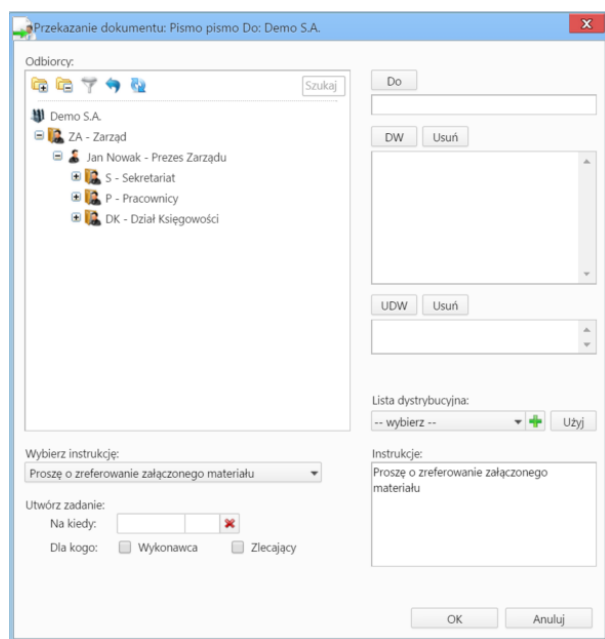 Przekazanie dokumentu: Pismo pismo Do: Demo S.A.
Odbiorcy:
Szukaj
Demo S.A.
ZA - Zarząd
Jan Nowak - Prezes Zarządu
S - Sekretariat
P - Pracownicy
DK - Dział Księgowości
Do
DW Usuń
UDW Usuń
Lista dystrybucyjna:
-- wybierz -- Użyj
Wybierz instrukcję:
Proszę o zreferowanie załączonego materiału
Instrukcje:
Proszę o zreferowanie załączonego
materiału
Utwórz zadanie:
Na kiedy:
Dla kogo: Wykonawca Zlecający
OK Anuluj